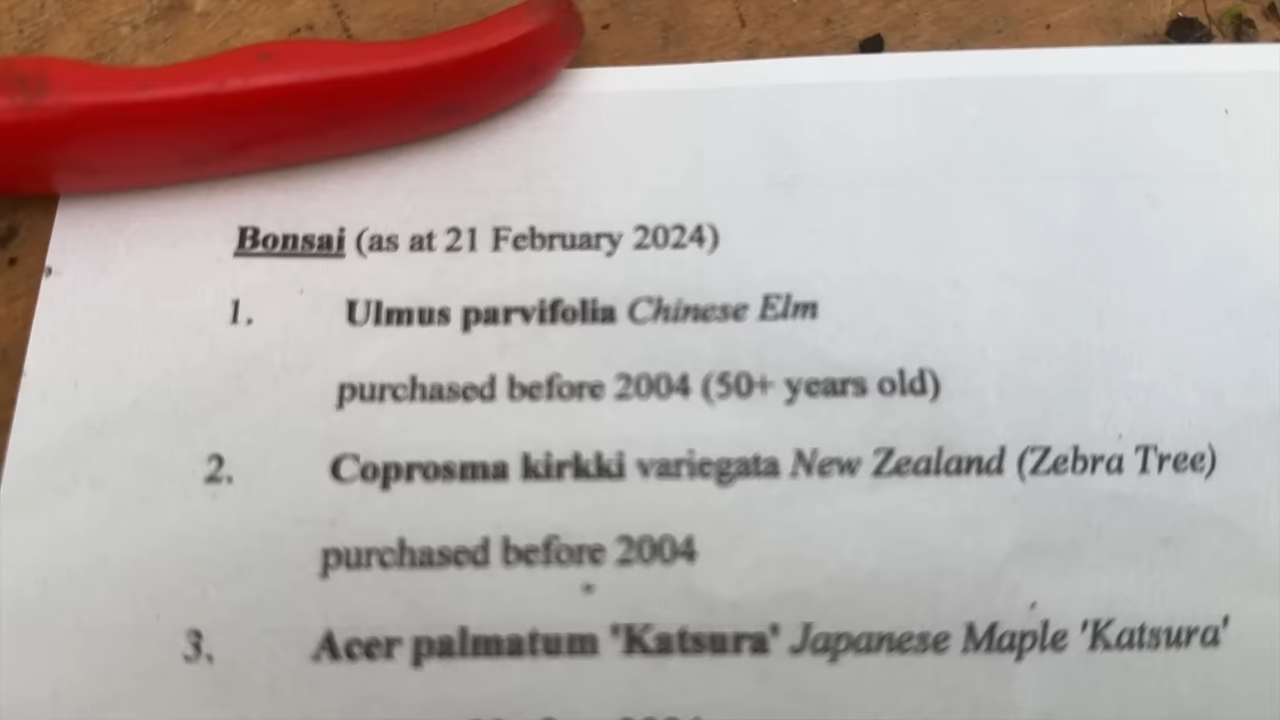 Bonsai (as at 21 February 2024)
1. Ulmus parvifolia Chinese Elm
purchased before 2004 (50+ years old)
2. Coprosma kirkki variegata New Zealand (Zebra Tree)
purchased before 2004
3. Acer palmatum 'Katsura' Japanese Maple 'Katsura'